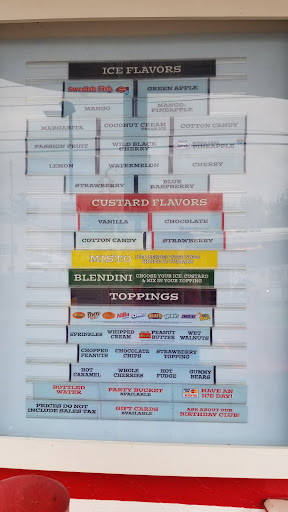 ICE FLAVORS
Swedish Fish GREEN APPLE
MANGO MANGO-PINEAPPLE
MARGARITA COCONUT CREAM COTTON CANDY
PASSION FRUIT WILD BLACK CHERRY PINEAPPLE
LEMON WATERMELON CHERRY
STRAWBERRY BLUE RASPBERRY
CUSTARD FLAVORS
VANILLA CHOCOLATE
COTTON CANDY STRAWBERRY
MISTO
BLENDINI CHOOSE YOUR ICE, CUSTARD
& MIX IN YOUR TOPPING
TOPPINGS
SPRINKLES WHIPPED CREAM PEANUT BUTTER WET WALNUTS
CHOPPED PEANUTS CHOCOLATE CHIPS STRAWBERRY TOPPING
HOT CARAMEL WHOLE CHERRIES HOT FUDGE GUMMY BEARS
BOTTLED WATER PARTY BUCKET AVAILABLE HAVE AN ICE DAY!
PRICES DO NOT INCLUDE SALES TAX GIFT CARDS AVAILABLE ASK ABOUT OUR BIRTHDAY CLUB!